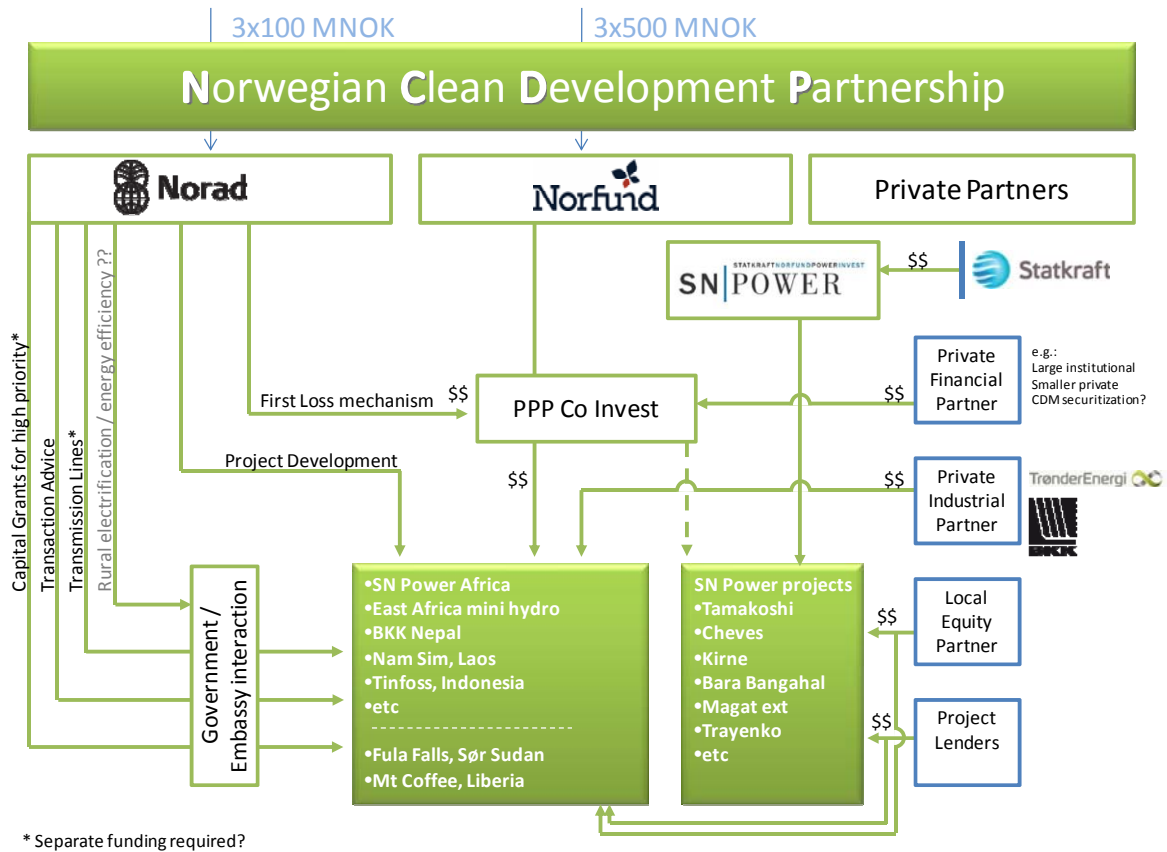 3x100 MNOK
3x500 MNOK
Norwegian Clean Development Partnership
Norad
Norfund
Private Partners
STATKRAFTNORFUNDPOWERINVEST
SN POWER
$$
Statkraft
Capital Grants for high priority*
Transaction Advice
Transmission Lines*
Rural electrification / energy efficiency ??
First Loss mechanism
$$
PPP Co Invest
$$
Private
Financial
Partner
e.g.:
Large institutional
Smaller private
CDM securitization?
Project Development
$$
$$
Private
Industrial
Partner
TrønderEnergi
BKK
Government /
Embassy interaction
•SN Power Africa
•East Africa mini hydro
•BKK Nepal
•Nam Sim, Laos
•Tinfoss, Indonesia
•etc
•Fula Falls, Sør Sudan
•Mt Coffee, Liberia
SN Power projects
•Tamakoshi
•Cheves
•Kirne
•Bara Bangahal
•Magat ext
•Trayenko
•etc
$$
Local
Equity
Partner
$$
Project
Lenders
* Separate funding required?